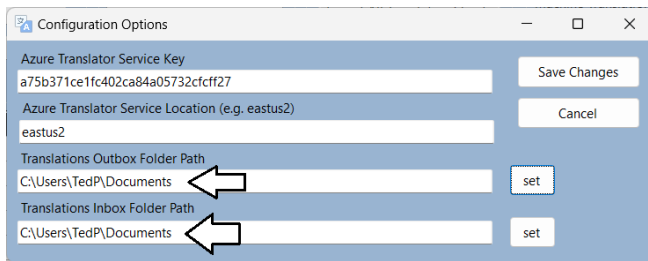 Configuration Options
Azure Translator Service Key
a75b371ce1fc402ca84a05732cfcff27
Save Changes
Azure Translator Service Location (e.g. eastus2)
Cancel
eastus2
Translations Outbox Folder Path
C:\Users\TedP\Documents
set
Translations Inbox Folder Path
C:\Users\TedP\Documents
set